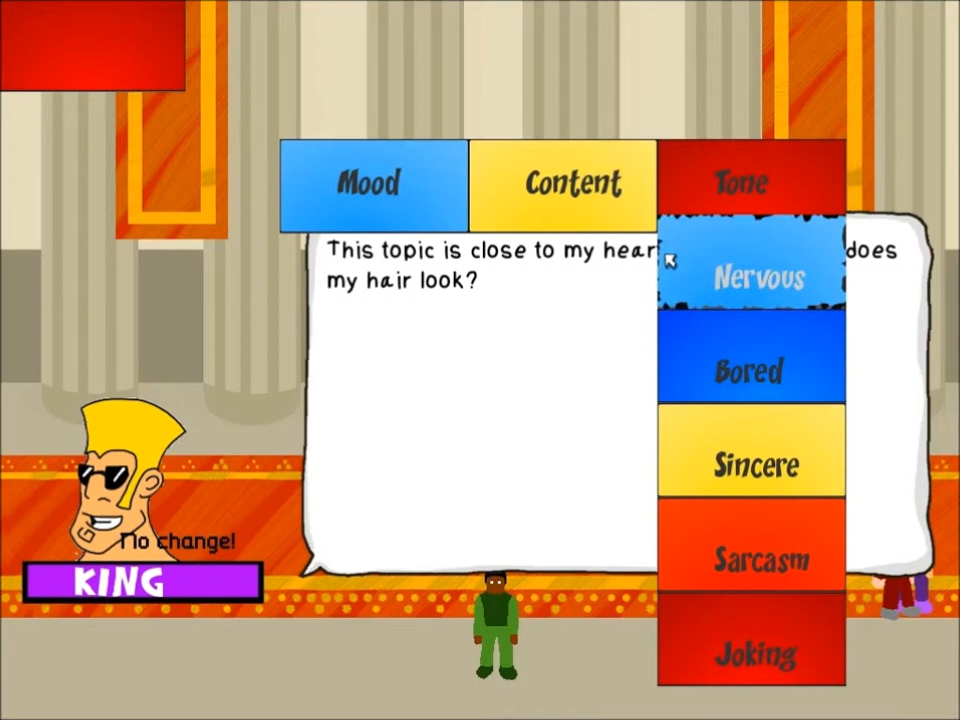 Mood Content Tone
This topic is close to my hear does
my hair look?
Nervous
Bored
Sincere
Sarcasm
Joking
No change!
KING